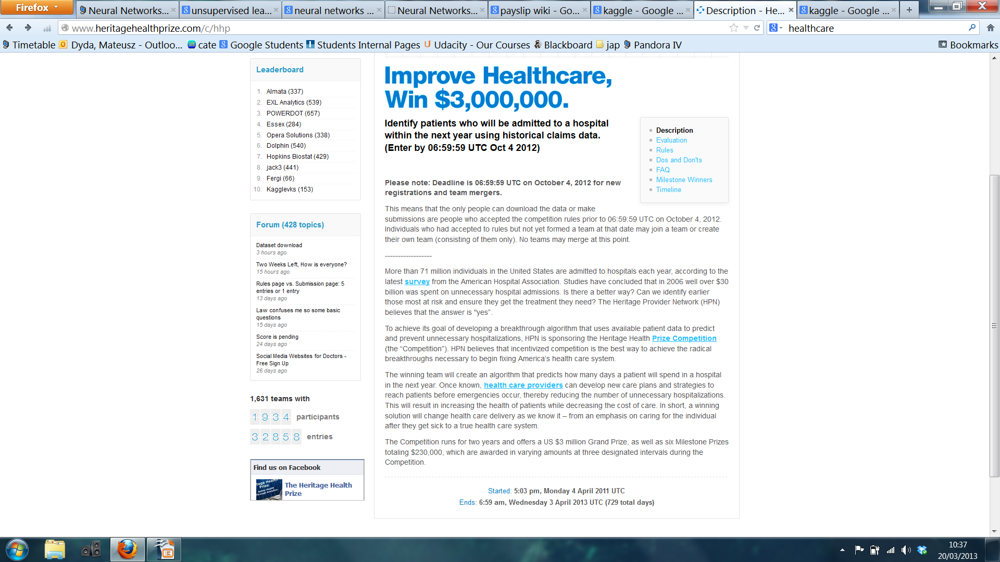 Firefox
Neural Networks...
unsupervised lea...
neural networks ...
Neural Networks...
payslip wiki - Go...
kaggle - Google ...
Description - He...
kaggle - Google ...
www.heritagehealthprize.com/c/hhp
healthcare
Timetable
Dyda, Mateusz - Outloo...
cate
Google Students
Students Internal Pages
Udacity - Our Courses
Blackboard
jap
Pandora IV
Bookmarks
Leaderboard
1. Almata (337)
2. EXL Analytics (539)
3. POWERDOT (657)
4. Essex (284)
5. Opera Solutions (338)
6. Dolphin (540)
7. Hopkins Biostat (429)
8. jack3 (441)
9. Fergi (66)
10. Kagglevks (153)
Forum (428 topics)
Dataset download
3 hours ago
Two Weeks Left, How is everyone?
15 hours ago
Rules page vs. Submission page: 5
entries or 1 entry
13 days ago
Law confuses me so some basic
questions
15 days ago
Score is pending
24 days ago
Social Media Websites for Doctors -
Free Sign Up
26 days ago
1,631 teams with
1934 participants
32858 entries
Find us on Facebook
The Heritage Health
Prize
Improve Healthcare,
Win $3,000,000.
Identify patients who will be admitted to a hospital
within the next year using historical claims data.
(Enter by 06:59:59 UTC Oct 4 2012)
Description
Evaluation
Rules
Dos and Don'ts
FAQ
Milestone Winners
Timeline
Please note: Deadline is 06:59:59 UTC on October 4, 2012 for new
registrations and team mergers.
This means that the only people can download the data or make
submissions are people who accepted the competition rules prior to 06:59:59 UTC on October 4, 2012.
Individuals who had accepted to rules but not yet formed a team at that date may join a team or create
their own team (consisting of them only). No teams may merge at this point.
------------------
More than 71 million individuals in the United States are admitted to hospitals each year, according to the
latest survey from the American Hospital Association. Studies have concluded that in 2006 well over $30
billion was spent on unnecessary hospital admissions. Is there a better way? Can we identify earlier
those most at risk and ensure they get the treatment they need? The Heritage Provider Network (HPN)
believes that the answer is "yes".
To achieve its goal of developing a breakthrough algorithm that uses available patient data to predict
and prevent unnecessary hospitalizations, HPN is sponsoring the Heritage Health Prize Competition
(the “Competition”). HPN believes that incentivized competition is the best way to achieve the radical
breakthroughs necessary to begin fixing America’s health care system.
The winning team will create an algorithm that predicts how many days a patient will spend in a hospital
in the next year. Once known, health care providers can develop new care plans and strategies to
reach patients before emergencies occur, thereby reducing the number of unnecessary hospitalizations.
This will result in increasing the health of patients while decreasing the cost of care. In short, a winning
solution will change health care delivery as we know it – from an emphasis on caring for the individual
after they get sick to a true health care system.
The Competition runs for two years and offers a US $3 million Grand Prize, as well as six Milestone Prizes
totaling $230,000, which are awarded in varying amounts at three designated intervals during the
Competition.
Started: 5:03 pm, Monday 4 April 2011 UTC
Ends: 6:59 am, Wednesday 3 April 2013 UTC (729 total days)
10:37
20/03/2013